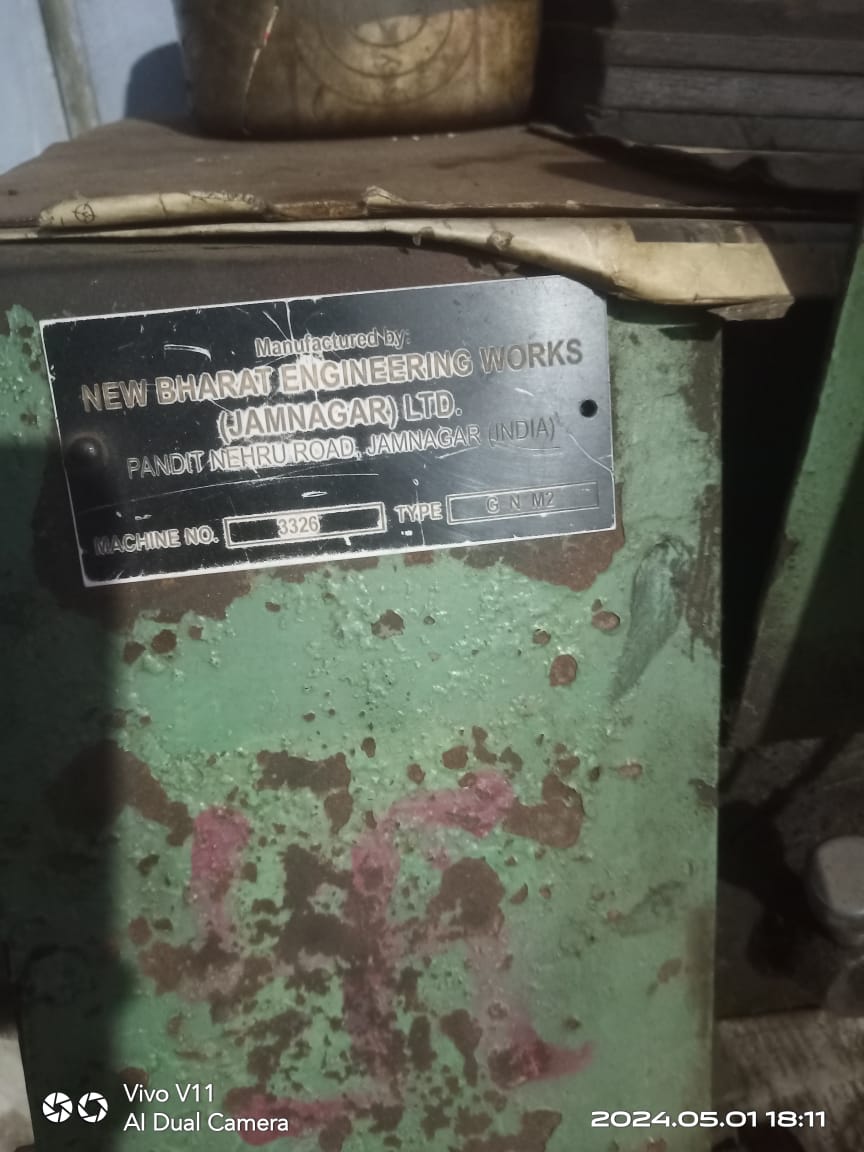 Manufactured by:
NEW BHARAT ENGINEERING WORKS
(JAMNAGAR) LTD.
PANDIT NEHRU ROAD, JAMNAGAR (INDIA)
MACHINE NO. 3326 TYPE G N M2
Vivo V11
AI Dual Camera
2024.05.01 18:11